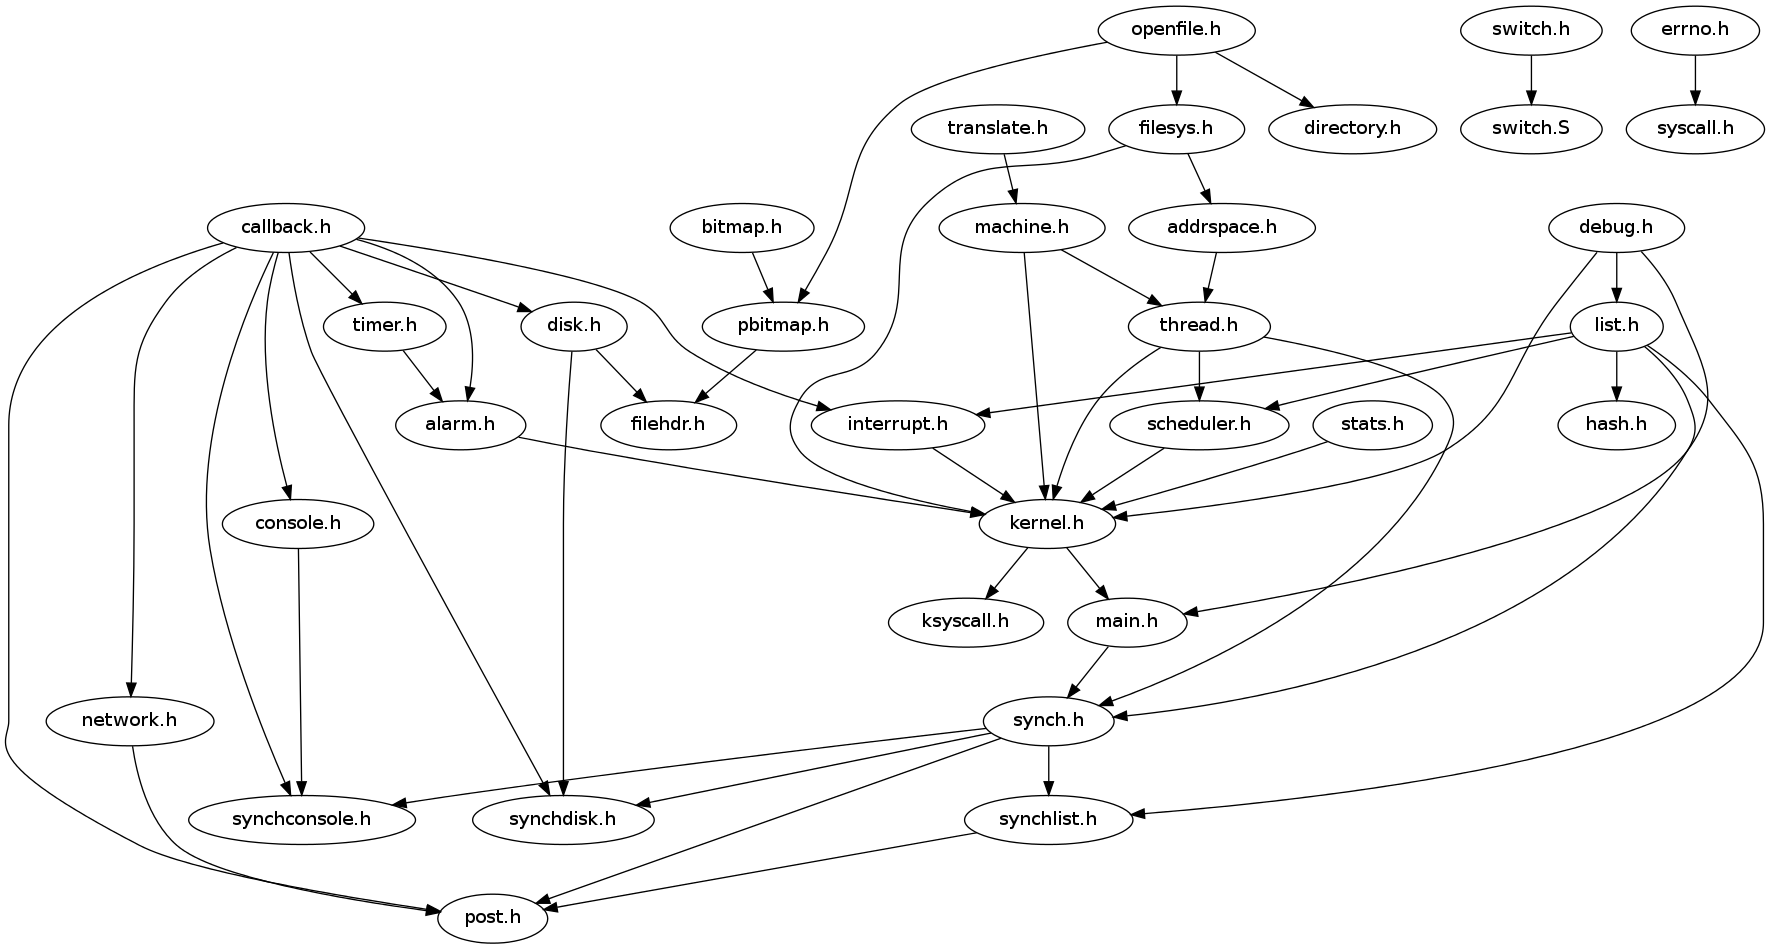 openfile.h
switch.h
errno.h
translate.h
filesys.h
directory.h
switch.S
syscall.h
callback.h
bitmap.h
machine.h
addrspace.h
debug.h
timer.h
disk.h
pbitmap.h
thread.h
list.h
alarm.h
filehdr.h
interrupt.h
scheduler.h
stats.h
hash.h
console.h
kernel.h
ksyscall.h
main.h
network.h
synch.h
synchconsole.h
synchdisk.h
synchlist.h
post.h